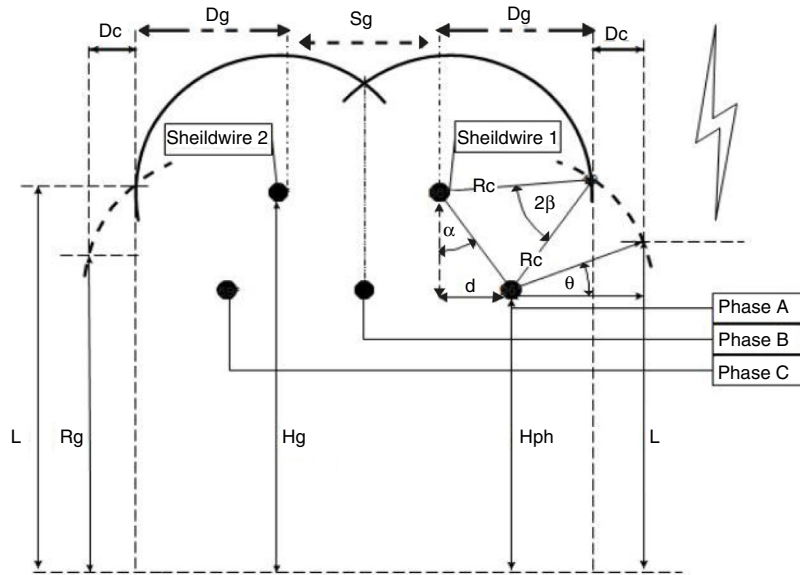 Dg
Sg
Dg
Dc
Dc
Sheildwire 2
Sheildwire 1
Rc
2β
α
Rc
θ
d
Phase A
Phase B
Phase C
L
Rg
Hg
Hph
L